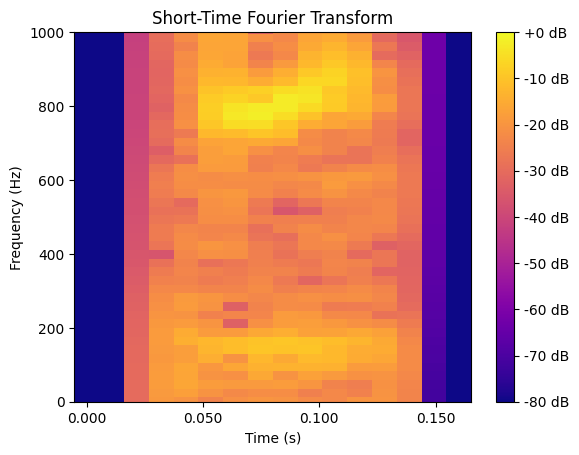 Short-Time Fourier Transform
1000
800
600
400
200
0
Frequency (Hz)
0.000
0.050
0.100
0.150
Time (s)
+0 dB
-10 dB
-20 dB
-30 dB
-40 dB
-50 dB
-60 dB
-70 dB
-80 dB